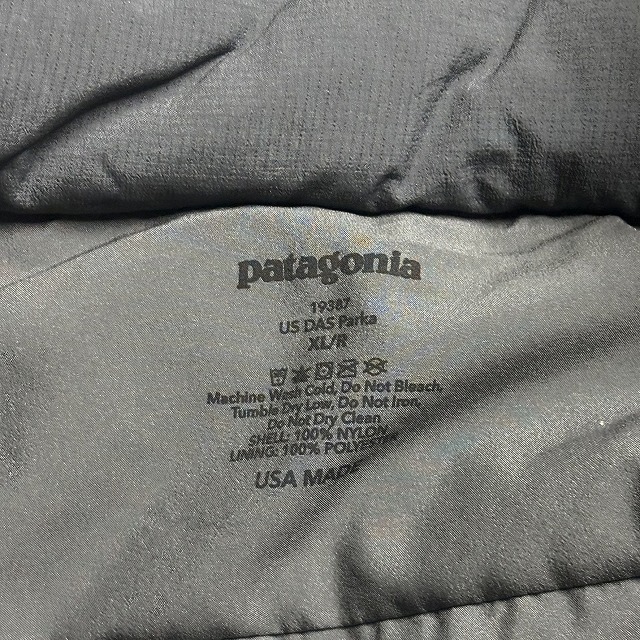 patagonia
19387
US DAS Parka
XL/R
Machine Wash Cold, Do Not Bleach,
Tumble Dry Low, Do Not Iron,
Do Not Dry Clean
SHELL: 100% NYLON
LINING: 100% POLYESTER
USA MADE